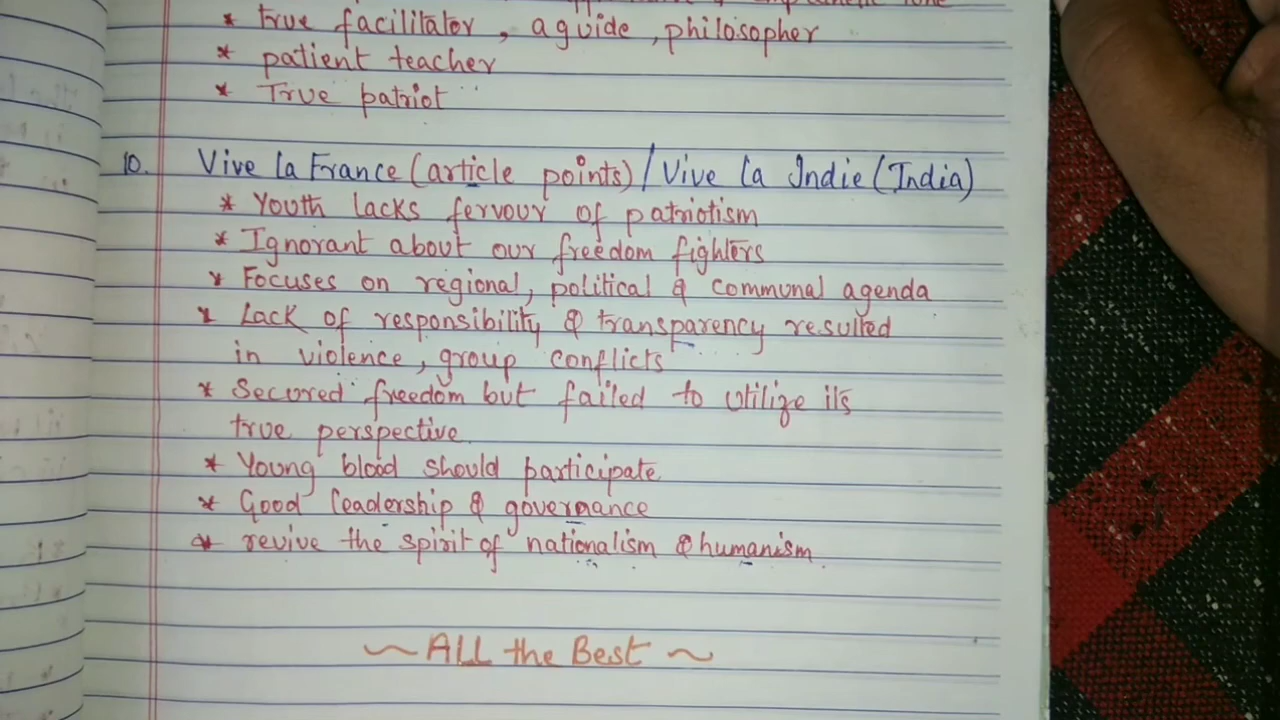 * True facilitator, a guide, philosopher
* patient teacher
* True patriot
10. Vive la France (article points) / Vive la Indie (India)
* Youth lacks fervour of patriotism
* Ignorant about our freedom fighters
* Focuses on regional, political & communal agenda
* Lack of responsibility & transparency resulted
in violence, group conflicts
* Secured freedom but failed to utilize its
true perspective
* Young blood should participate
* Good leadership & governance
* revive the spirit of nationalism & humanism.
~ ALL the Best ~